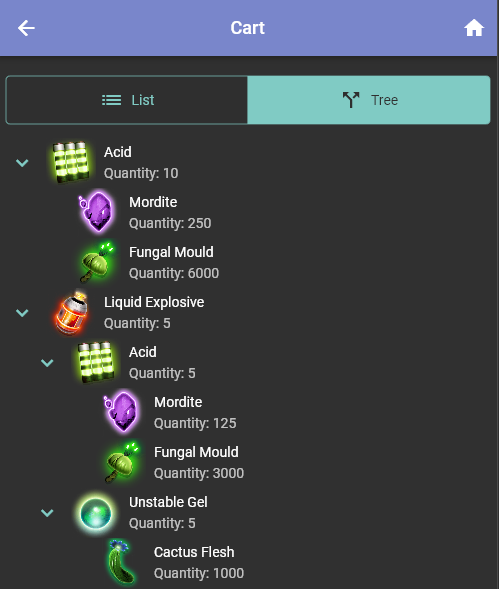 Cart
List
Tree
Acid
Quantity: 10
Mordite
Quantity: 250
Fungal Mould
Quantity: 6000
Liquid Explosive
Quantity: 5
Acid
Quantity: 5
Mordite
Quantity: 125
Fungal Mould
Quantity: 3000
Unstable Gel
Quantity: 5
Cactus Flesh
Quantity: 1000